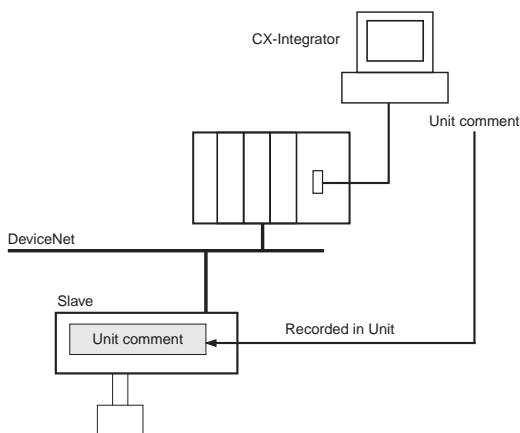 CX-Integrator
Unit comment
DeviceNet
Slave
Unit comment
Recorded in Unit